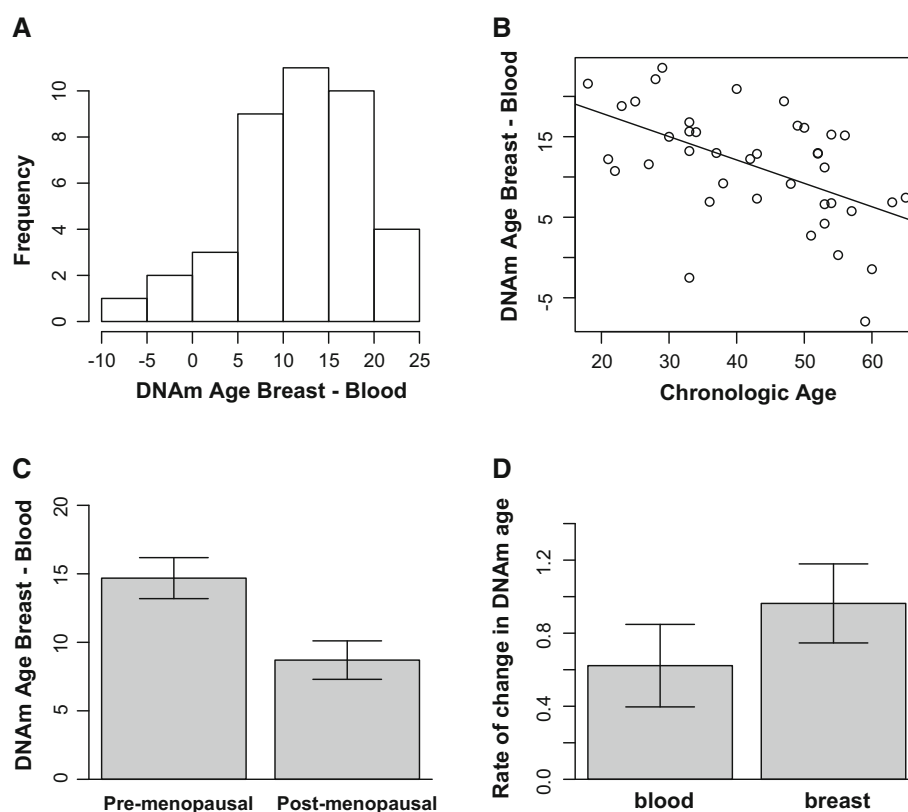 A
Frequency
0 2 4 6 8 10
-10 -5 0 5 10 15 20 25
DNAm Age Breast - Blood
B
DNAm Age Breast - Blood
-5 5 15
20 30 40 50 60
Chronologic Age
C
DNAm Age Breast - Blood
0 5 10 15 20
Pre-menopausal Post-menopausal
D
Rate of change in DNAm age
0.0 0.4 0.8 1.2
blood breast